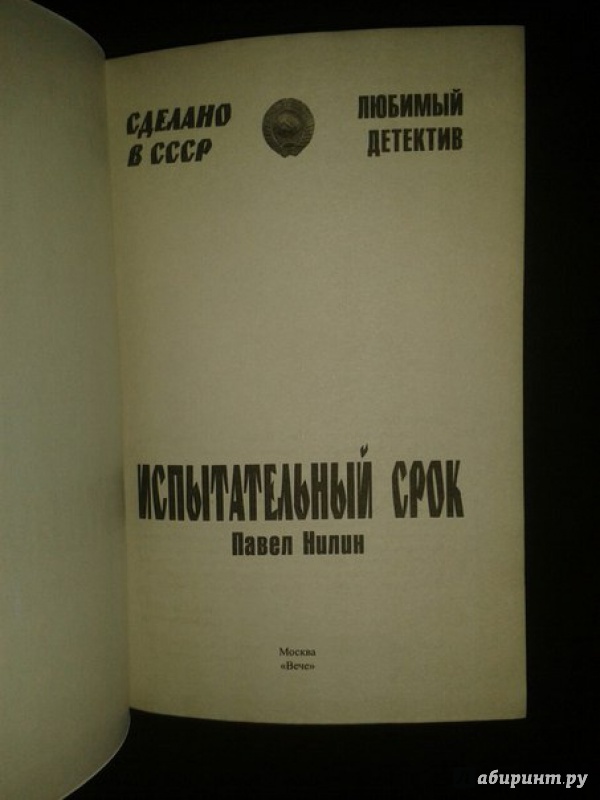 СДЕЛАНО
В СССР
ЛЮБИМЫЙ
ДЕТЕКТИВ
ИСПЫТАТЕЛЬНЫЙ СРОК
Павел Нилин
Москва
«Вече»
абиринт.ру